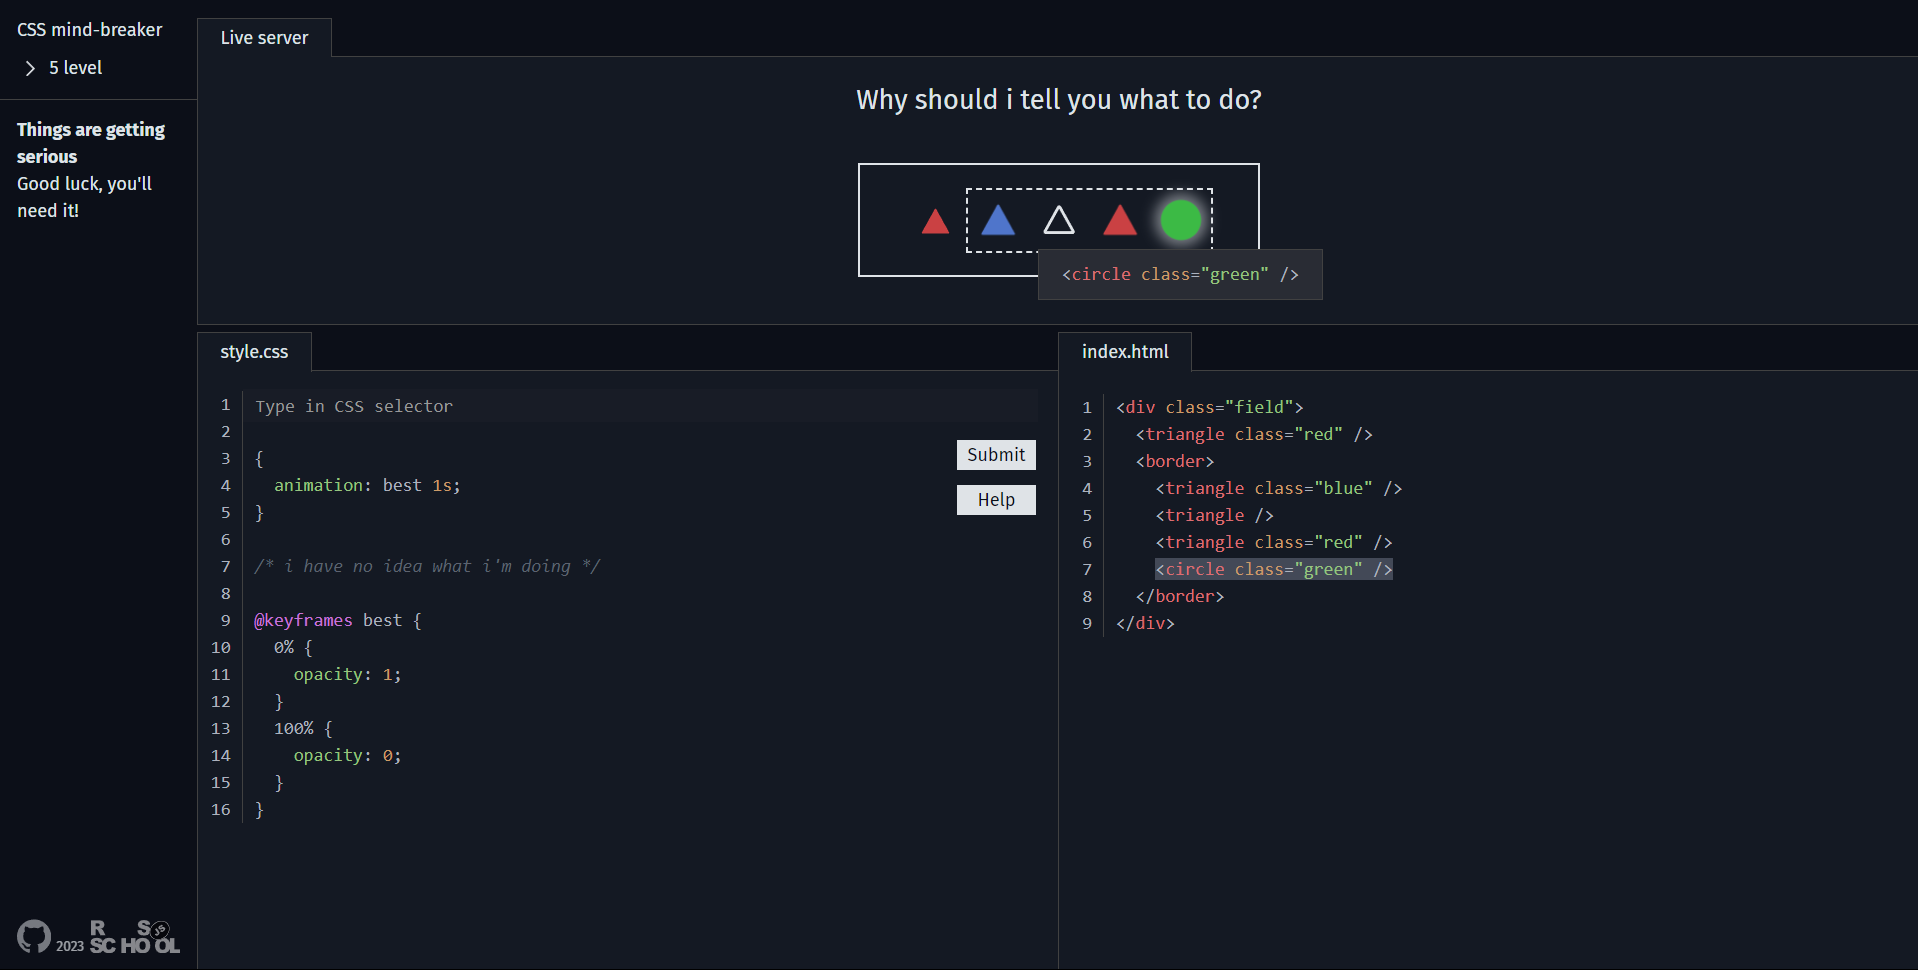 CSS mind-breaker
5 level
Things are getting
serious
Good luck, you'll
need it!
Live server
Why should i tell you what to do?
<circle class="green" />
style.css
1 Type in CSS selector
2
3 {
4   animation: best 1s;
5 }
6
7 /* i have no idea what i'm doing */
8
9 @keyframes best {
10   0% {
11     opacity: 1;
12   }
13   100% {
14     opacity: 0;
15   }
16 }
Submit
Help
index.html
1 <div class="field">
2   <triangle class="red" />
3   <border>
4     <triangle class="blue" />
5     <triangle />
6     <triangle class="red" />
7     <circle class="green" />
8   </border>
9 </div>
2023
RS
SCHOOL
JS